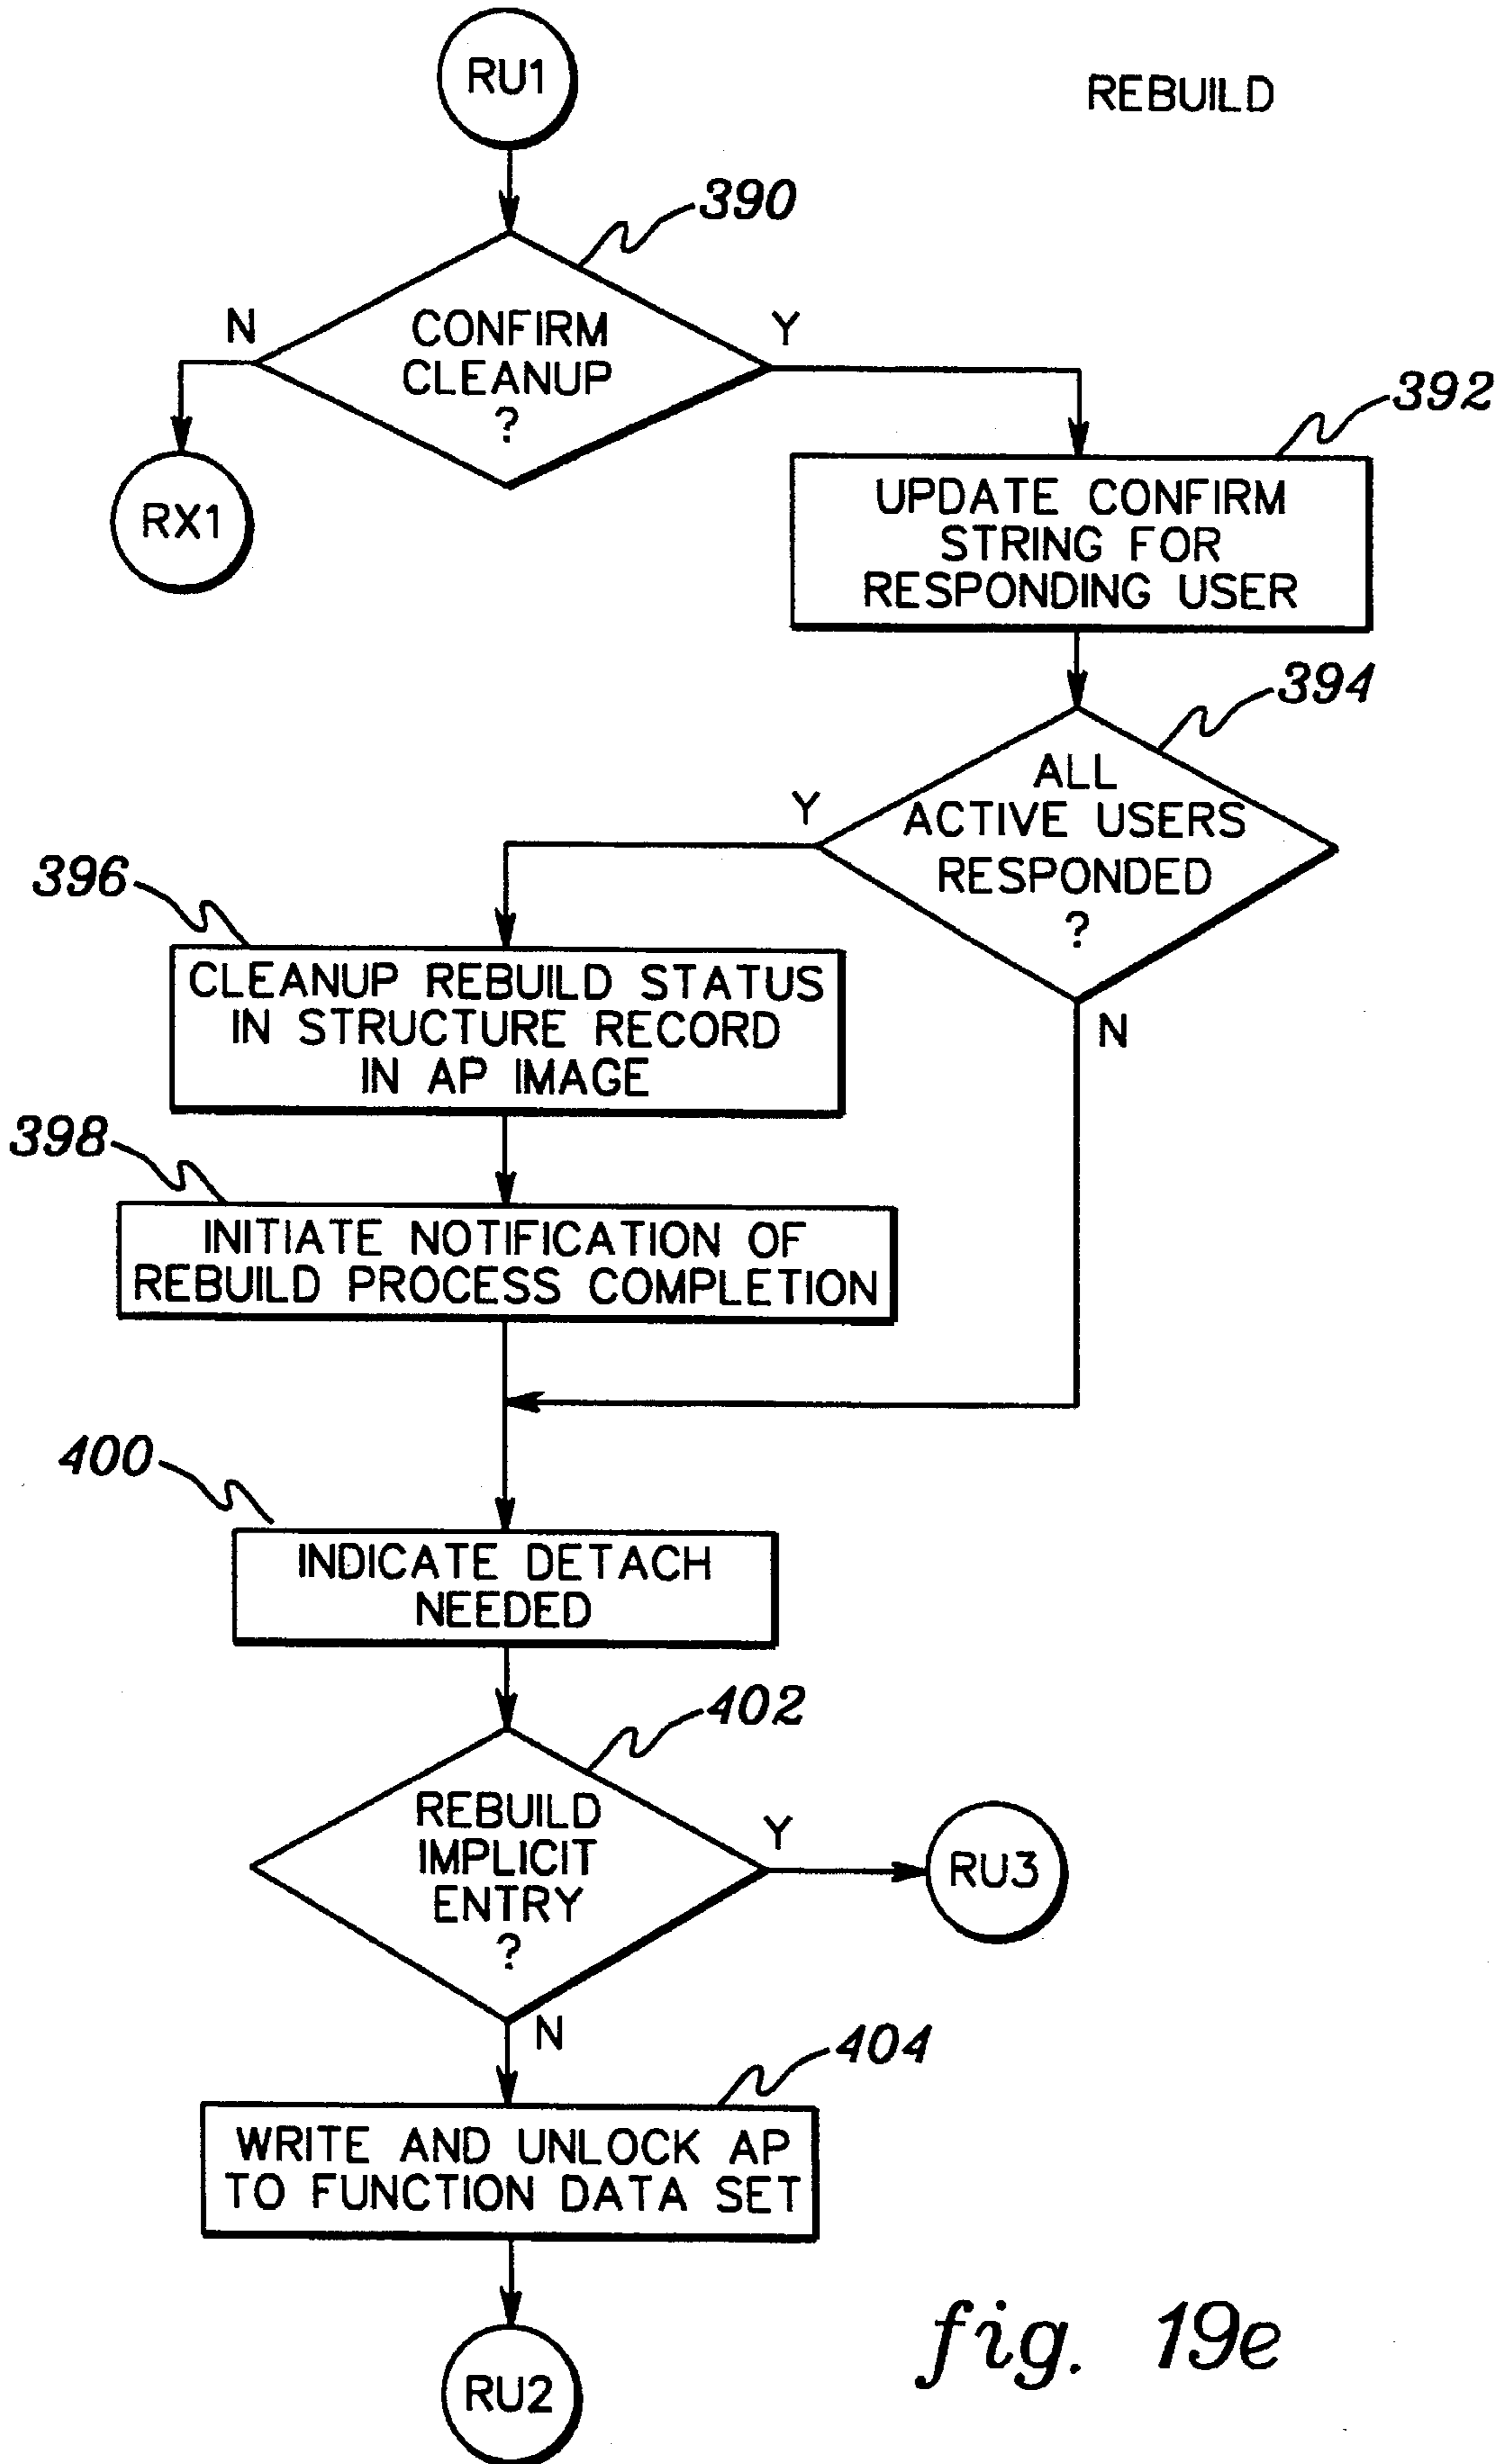 RU1
REBUILD
390
N
CONFIRM
CLEANUP
?
Y
392
RX1
UPDATE CONFIRM
STRING FOR
RESPONDING USER
394
ALL
ACTIVE USERS
RESPONDED
?
Y
N
396
CLEANUP REBUILD STATUS
IN STRUCTURE RECORD
IN AP IMAGE
398
INITIATE NOTIFICATION OF
REBUILD PROCESS COMPLETION
400
INDICATE DETACH
NEEDED
402
REBUILD
IMPLICIT
ENTRY
?
Y
RU3
N
404
WRITE AND UNLOCK AP
TO FUNCTION DATA SET
RU2
fig. 19e